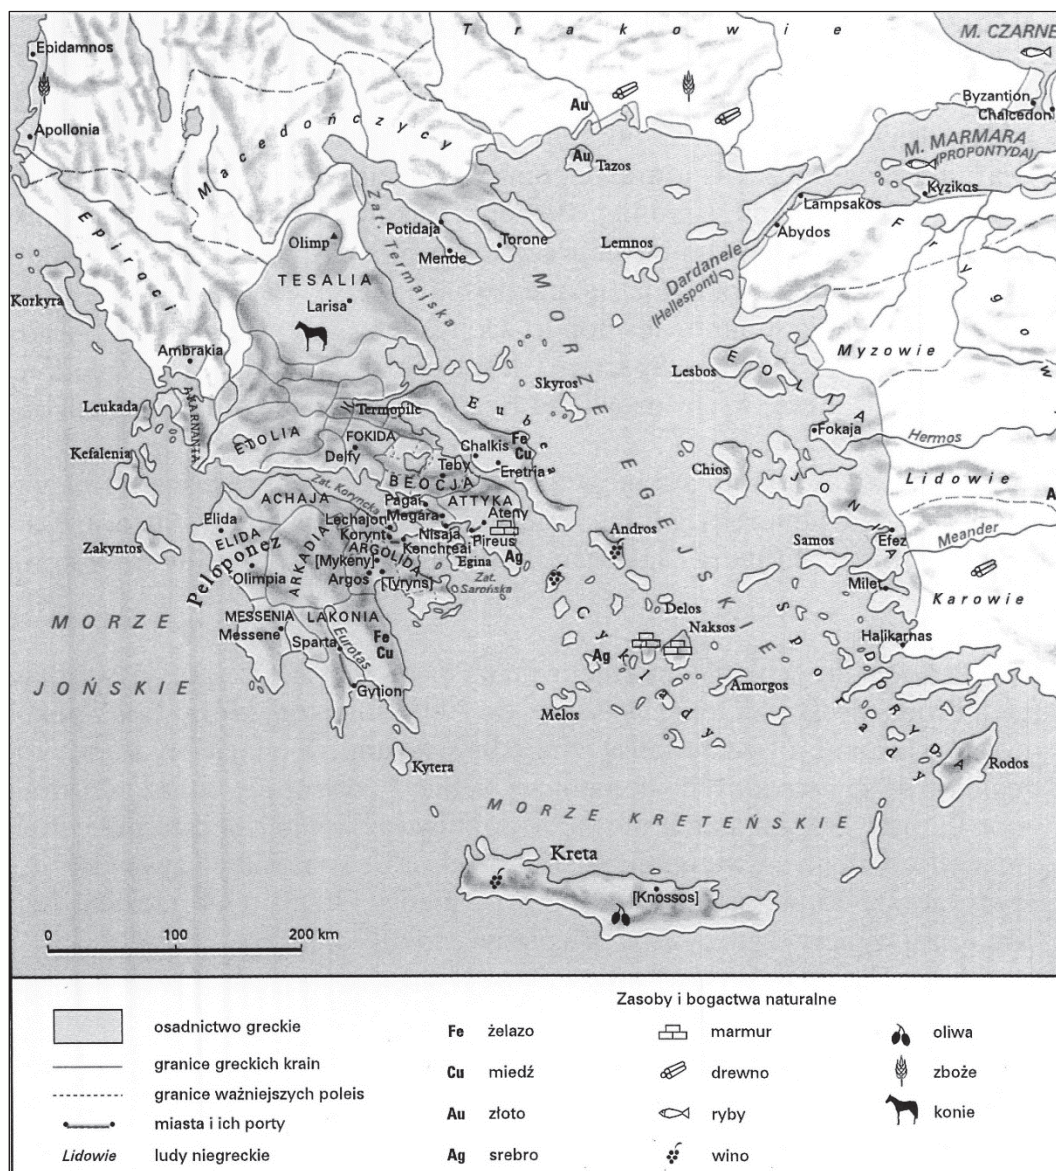 T r a k o w i e
M. CZARNE
Epidamnos
Byzantion
Chalcedon
Au
Apollonia
Macedończycy
M. MARMARA
(PROPONTYDA)
Au
Tazos
Kyzikos
Lampsakos
Zat. Termajska
Potidaja
Torone
Abydos
Epiroci
Olimp
Mende
Lemnos
Dardanele
(Hellespont)
TESALIA
Larisa
Korkyra
MORZE EGEJSKIE
Ambrakia
Myzowie
Lesbos
EOLIA
Skyros
Leukada
AKARNANIA
Termopile
Eubea
Fokaja
Hermos
ETOLIA
FOKIDA
Chalkis
Fe
Cu
Kefalenia
Delfy
Teby
Eretria
Chios
Lidowie
A
BEOCJA
JONIA
ACHAJA
Zat. Koryncka
Pagai
ATTYKA
Megara
Ateny
Elida
Lechajon
Andros
Efez
Meander
ELIDA
Korynt
Nisaja
Pireus
Samos
Zakyntos
Kenchreai
Peloponez
ARKADIA
ARGOLIDA
[Mykeny]
Egina
Ag
Olimpia
Argos
[Tyryns]
Zat.
Sarońska
Milet
Karowie
MORZE
JOŃSKIE
MESSENIA
LAKONIA
Delos
Messene
Naksos
Halikarnas
Sparta
Eurotas
Fe
Cu
Ag
Cyklady
Sporady
DORYDA
Gytion
Melos
Amorgos
Kytera
Rodos
MORZE KRETEŃSKIE
Kreta
[Knossos]
0 100 200 km
Zasoby i bogactwa naturalne
osadnictwo greckie
Fe żelazo
marmur
oliwa
granice greckich krain
Cu miedź
drewno
zboże
granice ważniejszych poleis
Au złoto
ryby
konie
miasta i ich porty
Lidowie ludy niegreckie
Ag srebro
wino